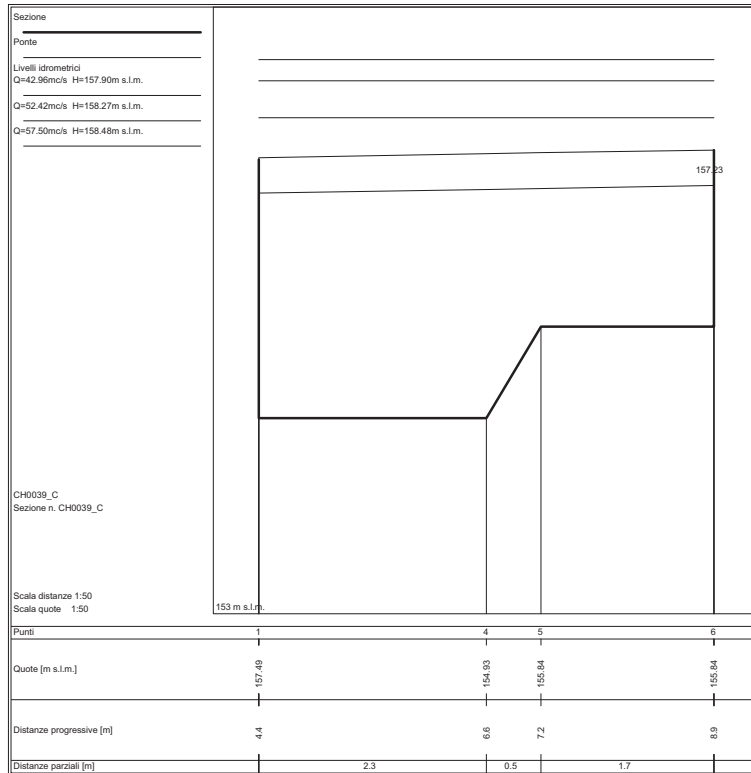 Sezione
Ponte
Livelli idrometrici
Q=42.96mc/s H=157.90m s.l.m.
Q=52.42mc/s H=158.27m s.l.m.
Q=57.50mc/s H=158.48m s.l.m.
157.23
CH0039_C
Sezione n. CH0039_C
Scala distanze 1:50
Scala quote 1:50
153 m s.l.m.
Punti 1 4 5 6
Quote [m s.l.m.] 157.49 154.93 155.84 155.84
Distanze progressive [m] 4.4 6.6 7.2 8.9
Distanze parziali [m] 2.3 0.5 1.7